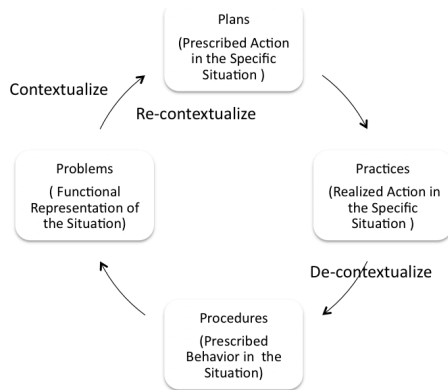 Plans
(Prescribed Action
in the Specific
Situation )
Contextualize
Re-contextualize
Problems
( Functional
Representation of
the Situation)
Practices
(Realized Action in
the Specific
Situation )
De-contextualize
Procedures
(Prescribed
Behavior in the
Situation)